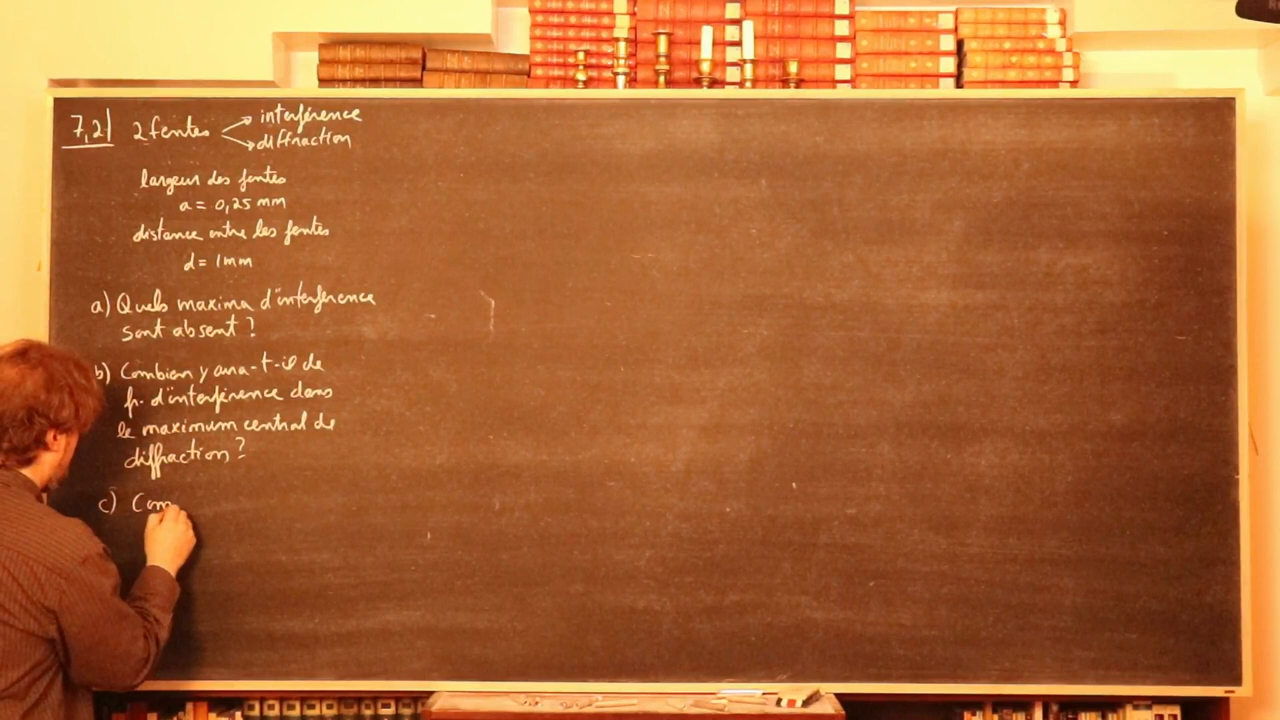 7,2 2 fentes → interférence
→ diffraction
largeur des fentes
a = 0,25 mm
distance entre les fentes
d = 1 mm
a) Quels maxima d'interférence
sont absent ?
b) Combien y aura-t-il de
fr. d'interférence dans
le maximum central de
diffraction ?
c) Com